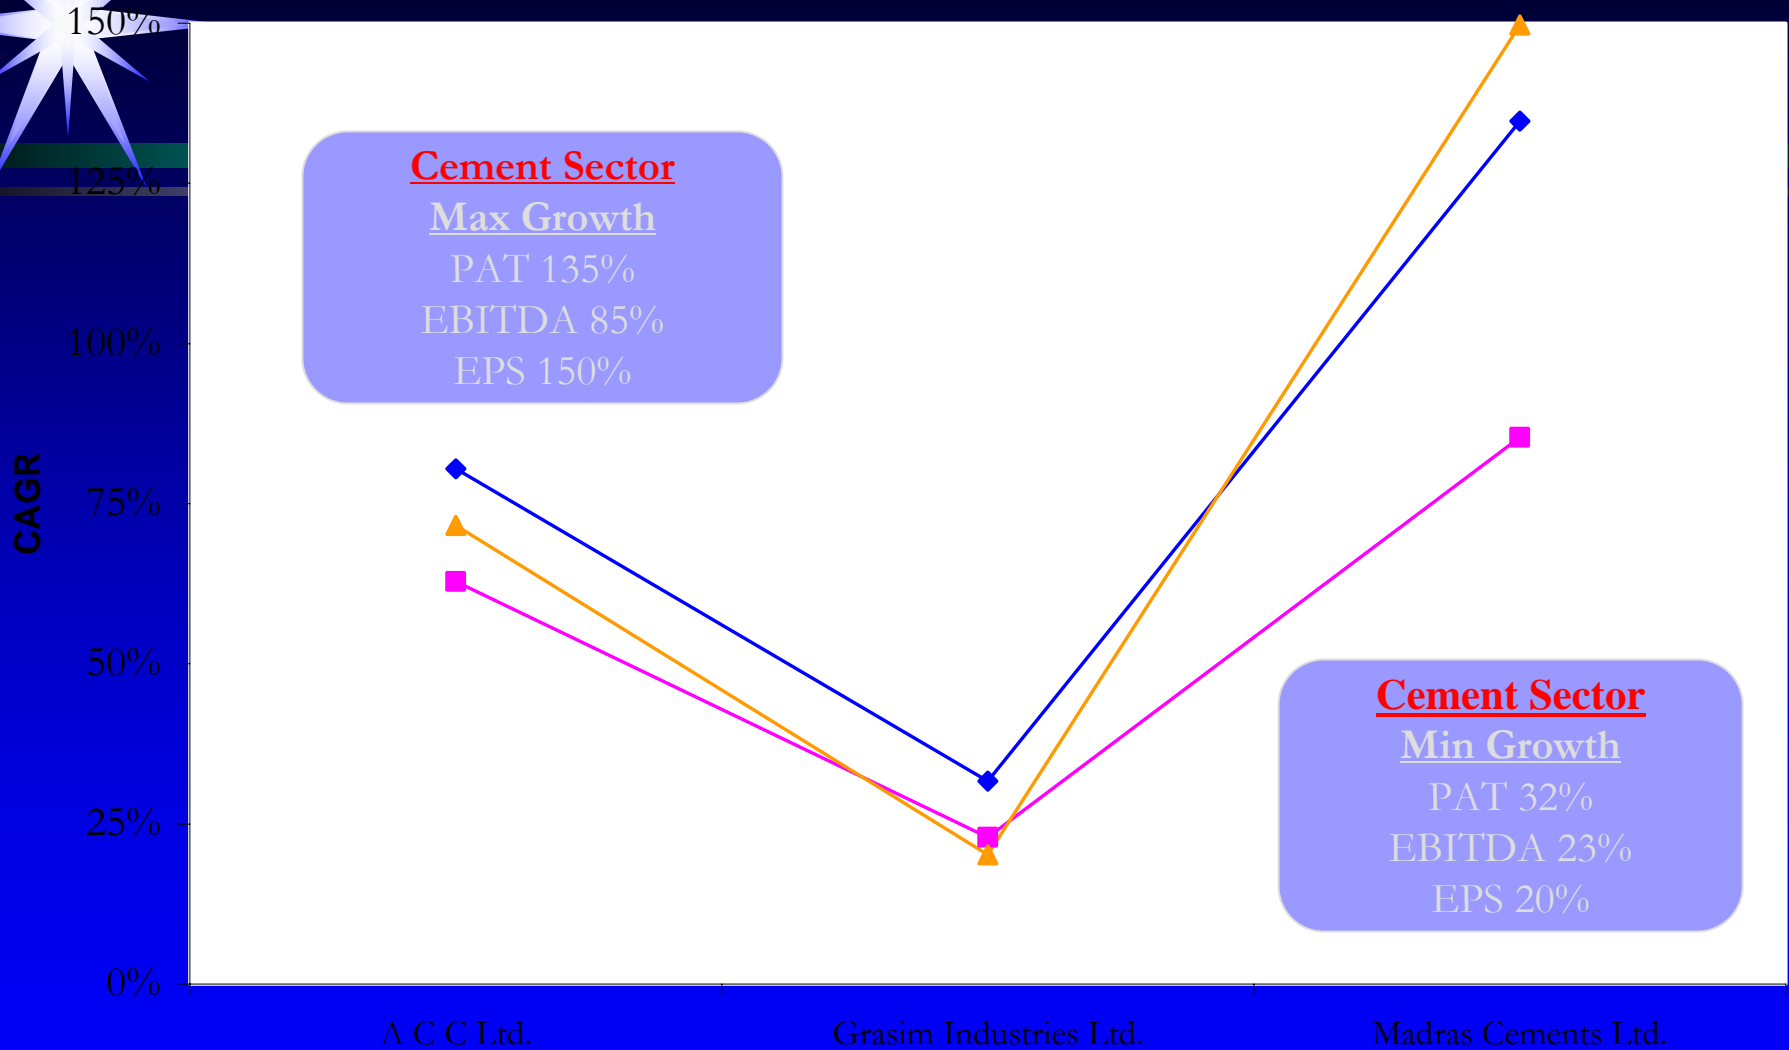 150%
125%
100%
75%
50%
25%
0%
CAGR
Cement Sector
Max Growth
PAT 135%
EBITDA 85%
EPS 150%
Cement Sector
Min Growth
PAT 32%
EBITDA 23%
EPS 20%
A C C Ltd.
Grasim Industries Ltd.
Madras Cements Ltd.